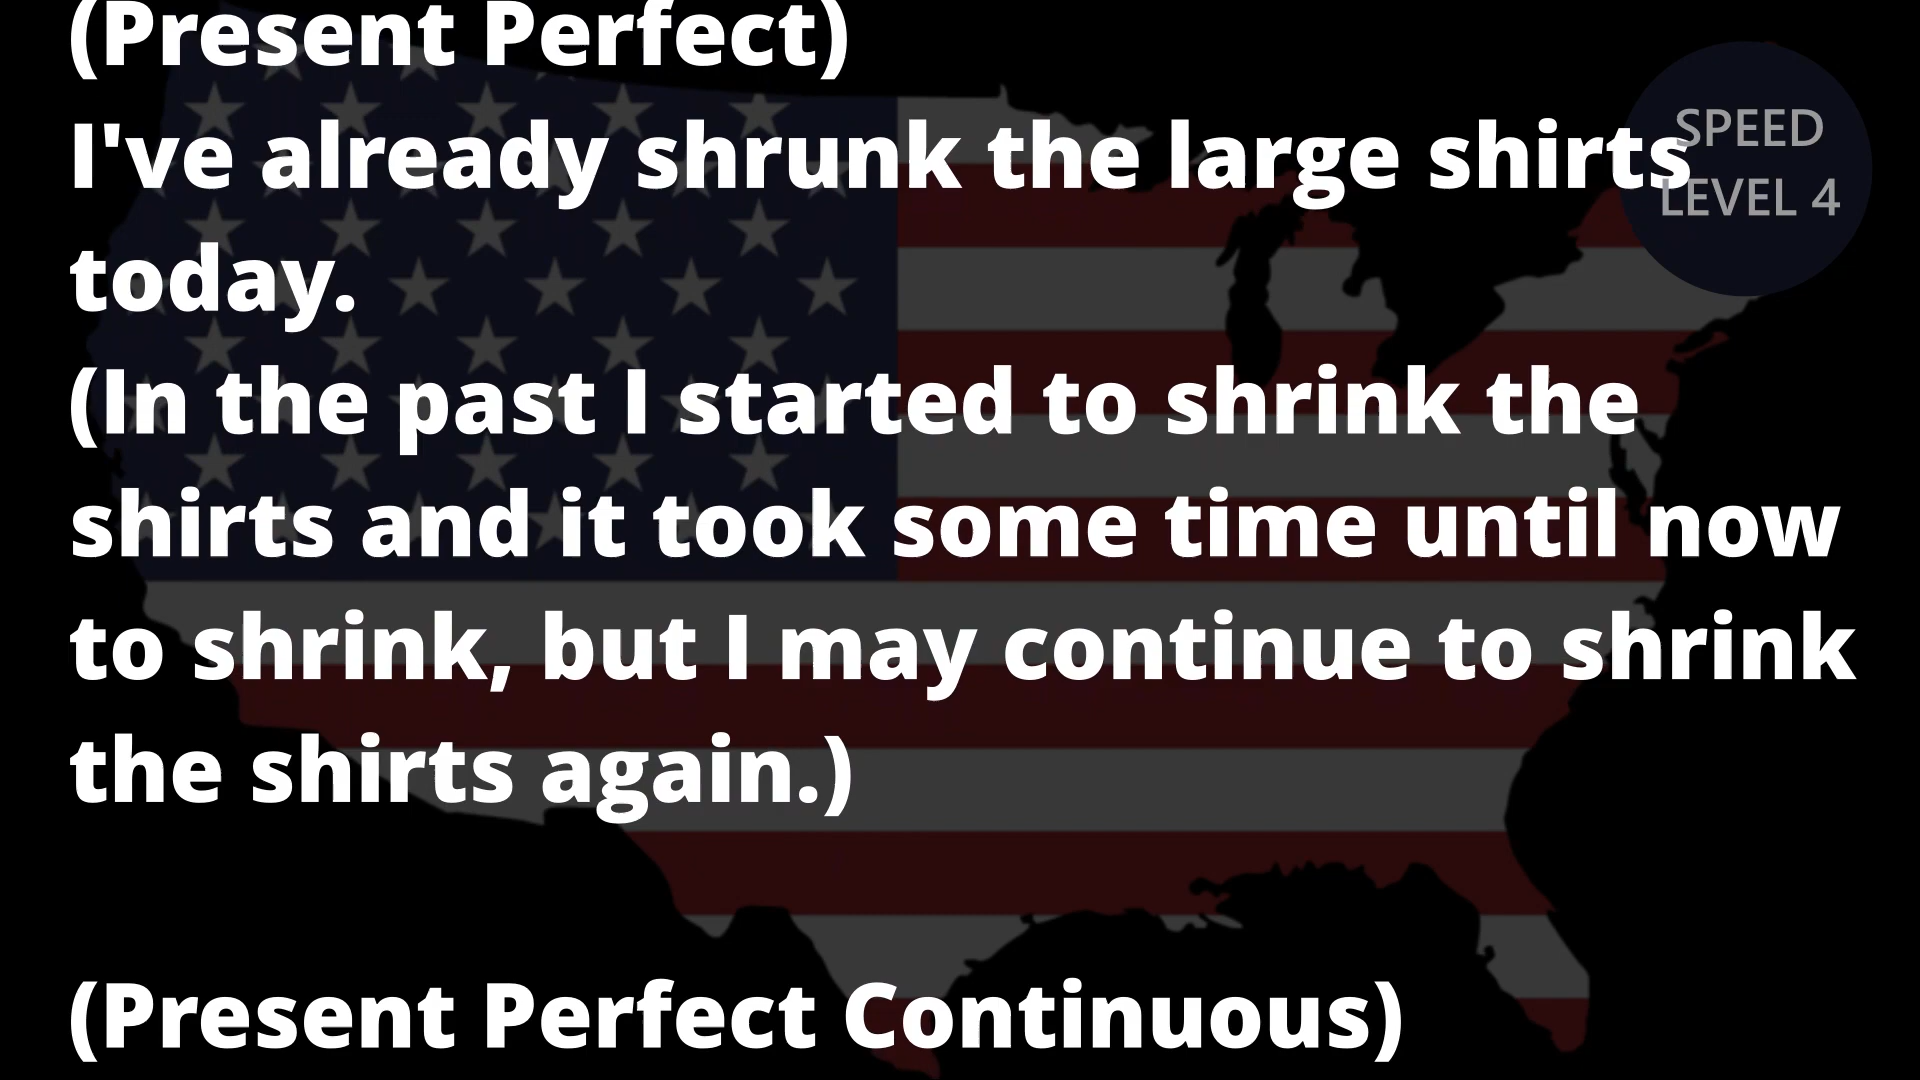 (Present Perfect)
I've already shrunk the large shirts
today.
(In the past I started to shrink the
shirts and it took some time until now
to shrink, but I may continue to shrink
the shirts again.)
(Present Perfect Continuous)
SPEED
LEVEL 4